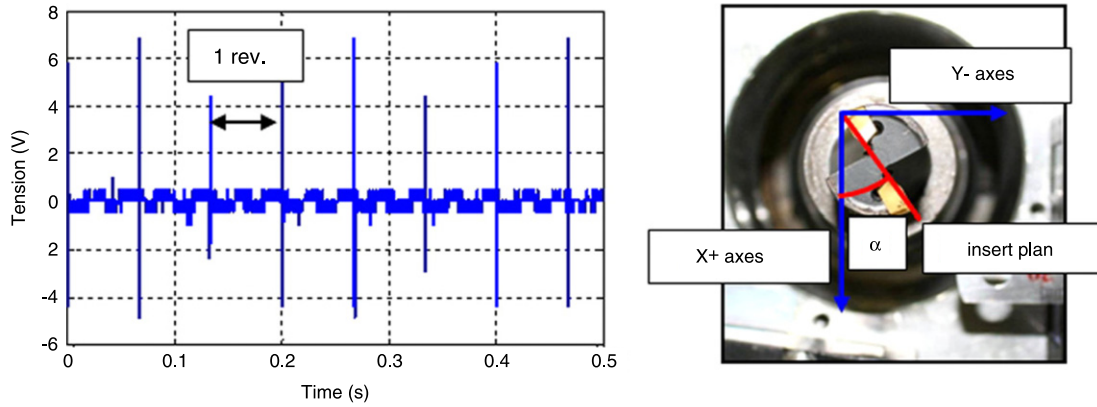 8
6
4
2
0
2
-4
-6
Tension (V)
1 rev.
0
0.1
0.2
0.3
0.4
0.5
Time (s)
Y- axes
X+ axes
α
insert plan